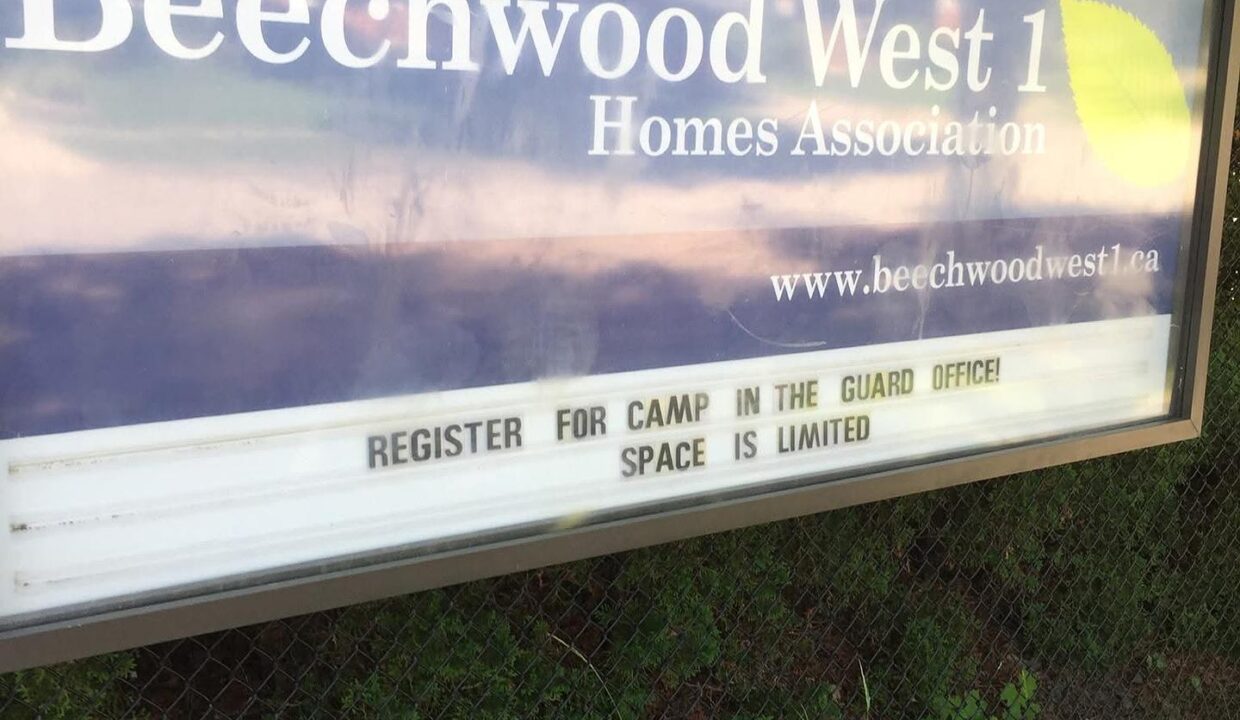 Beechwood West 1
Homes Association
www.beechwoodwest1.ca
REGISTER FOR CAMP IN THE GUARD OFFICE!
SPACE IS LIMITED